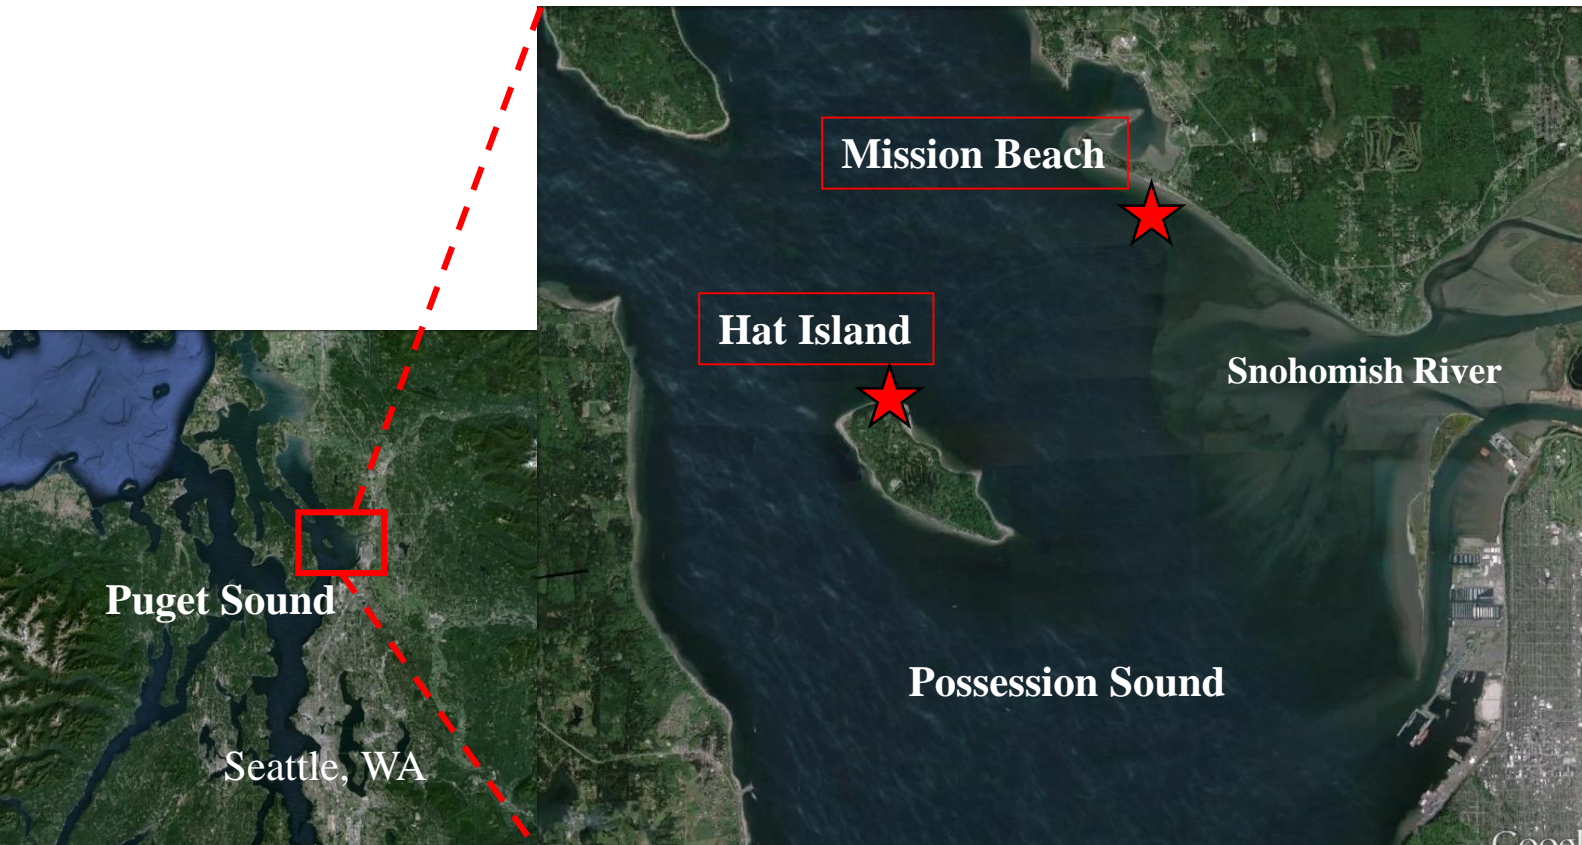 Mission Beach
Hat Island
Snohomish River
Puget Sound
Possession Sound
Seattle, WA